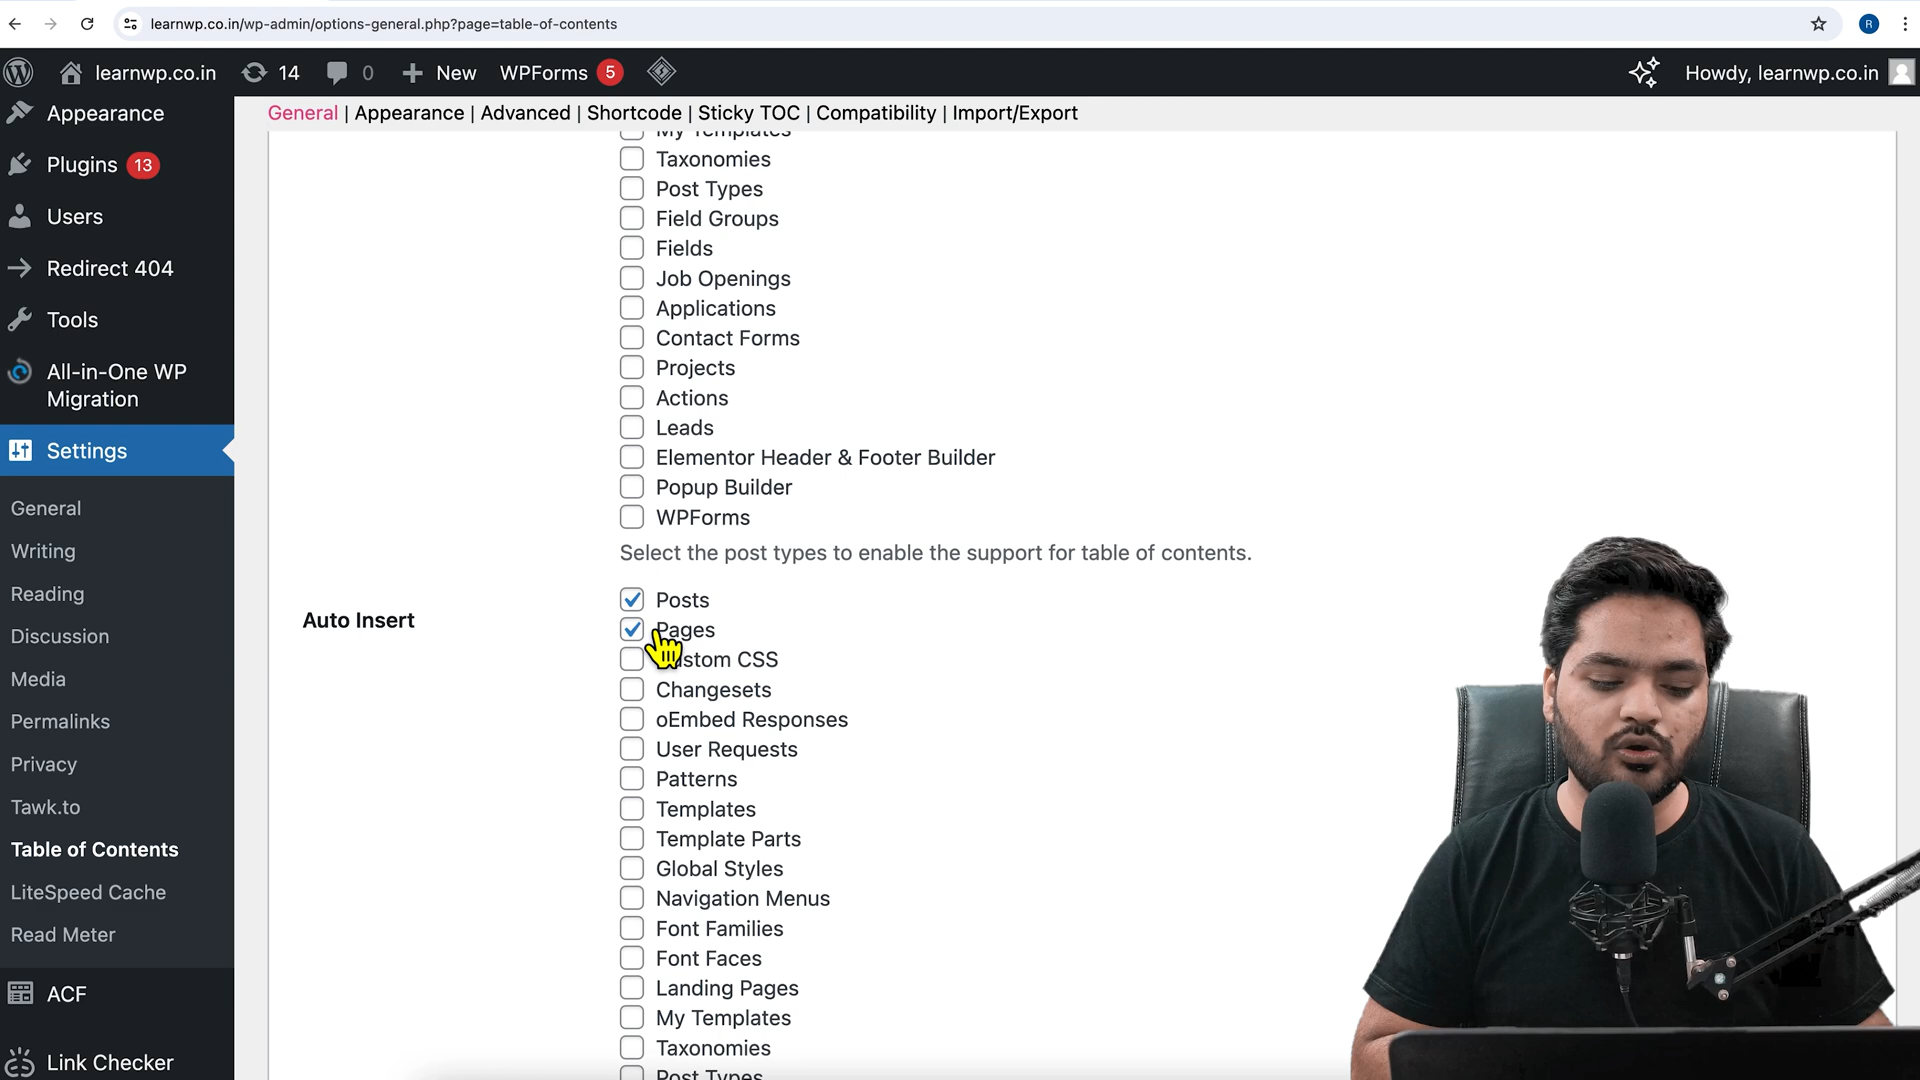 learnwp.co.in/wp-admin/options-general.php?page=table-of-contents
R
learnwp.co.in 14 0 New WPForms 5 Howdy, learnwp.co.in
Appearance
Plugins 13
Users
Redirect 404
Tools
All-in-One WP
Migration
Settings
General
Writing
Reading
Discussion
Media
Permalinks
Privacy
Tawk.to
Table of Contents
LiteSpeed Cache
Read Meter
ACF
Link Checker
General | Appearance | Advanced | Shortcode | Sticky TOC | Compatibility | Import/Export
My Templates
Taxonomies
Post Types
Field Groups
Fields
Job Openings
Applications
Contact Forms
Projects
Actions
Leads
Elementor Header & Footer Builder
Popup Builder
WPForms
Select the post types to enable the support for table of contents.
Auto Insert
Posts
Pages
Custom CSS
Changesets
oEmbed Responses
User Requests
Patterns
Templates
Template Parts
Global Styles
Navigation Menus
Font Families
Font Faces
Landing Pages
My Templates
Taxonomies
Post Types